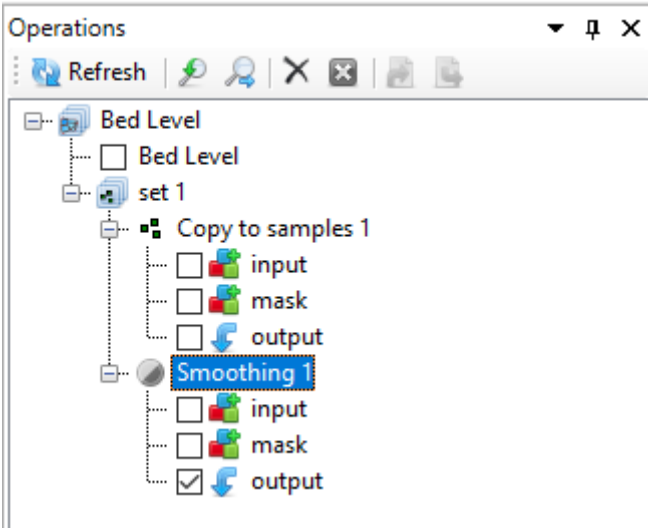 Operations
Refresh
Bed Level
Bed Level
set 1
Copy to samples 1
input
mask
output
Smoothing 1
input
mask
output